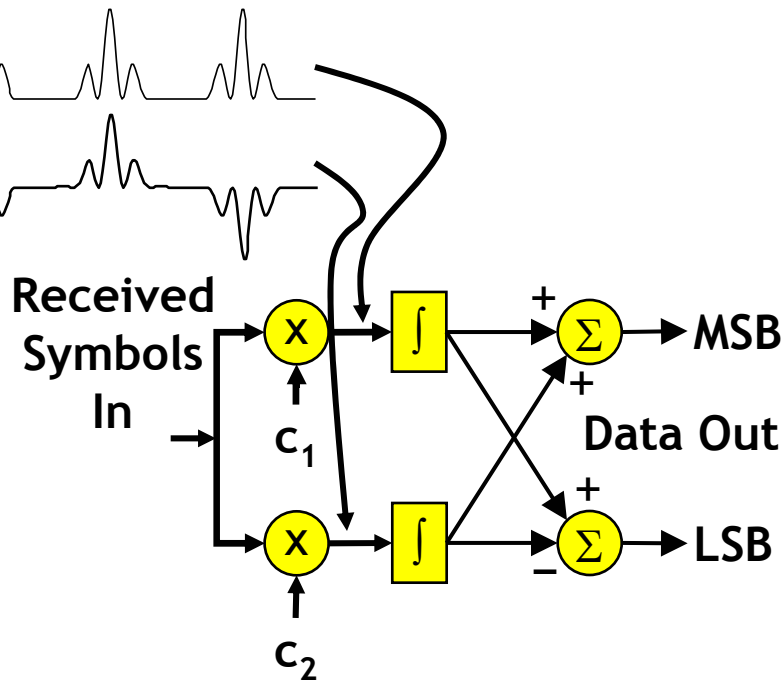 Received
Symbols
In
x
c1
∫
+
Σ
MSB
+
Data Out
x
c2
∫
+
Σ
−
LSB